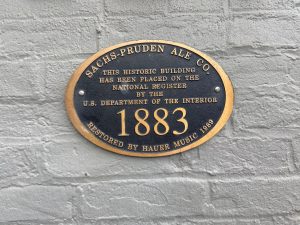 SACHS-PRUDEN ALE CO.
THIS HISTORIC BUILDING
HAS BEEN PLACED ON THE
NATIONAL REGISTER
BY THE
U.S. DEPARTMENT OF THE INTERIOR
1883
RESTORED BY HAUER MUSIC 1989